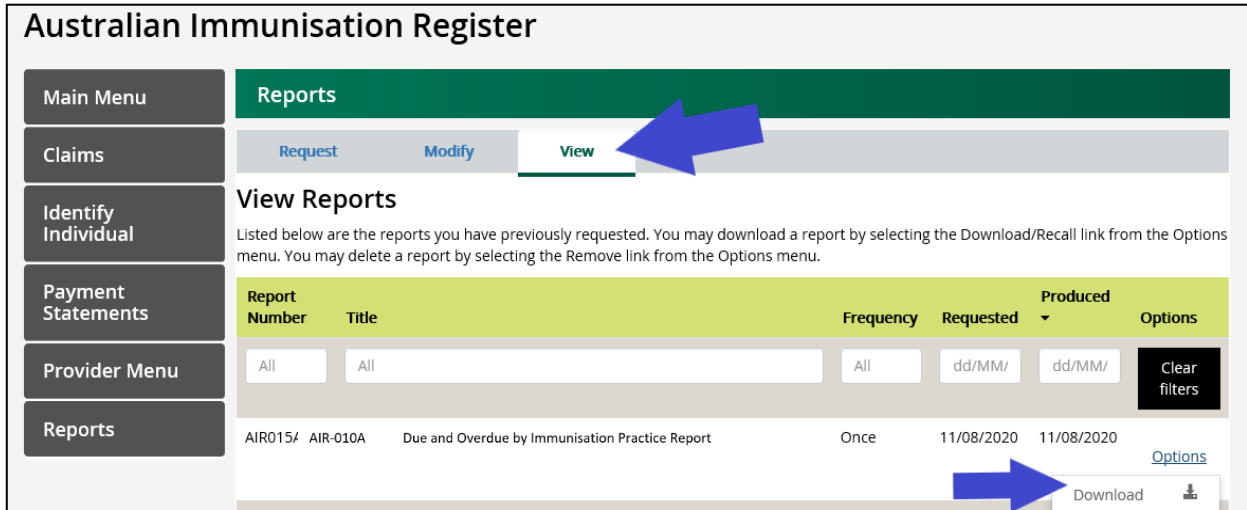 Australian Immunisation Register
Main Menu
Claims
Identify
Individual
Payment
Statements
Provider Menu
Reports
Reports
Request Modify View
View Reports
Listed below are the reports you have previously requested. You may download a report by selecting the Download/Recall link from the Options
menu. You may delete a report by selecting the Remove link from the Options menu.
Report
Number Title Frequency Requested Produced Options
All All All dd/MM/ dd/MM/ Clear
filters
AIR015A AIR-010A Due and Overdue by Immunisation Practice Report Once 11/08/2020 11/08/2020
Options
Download